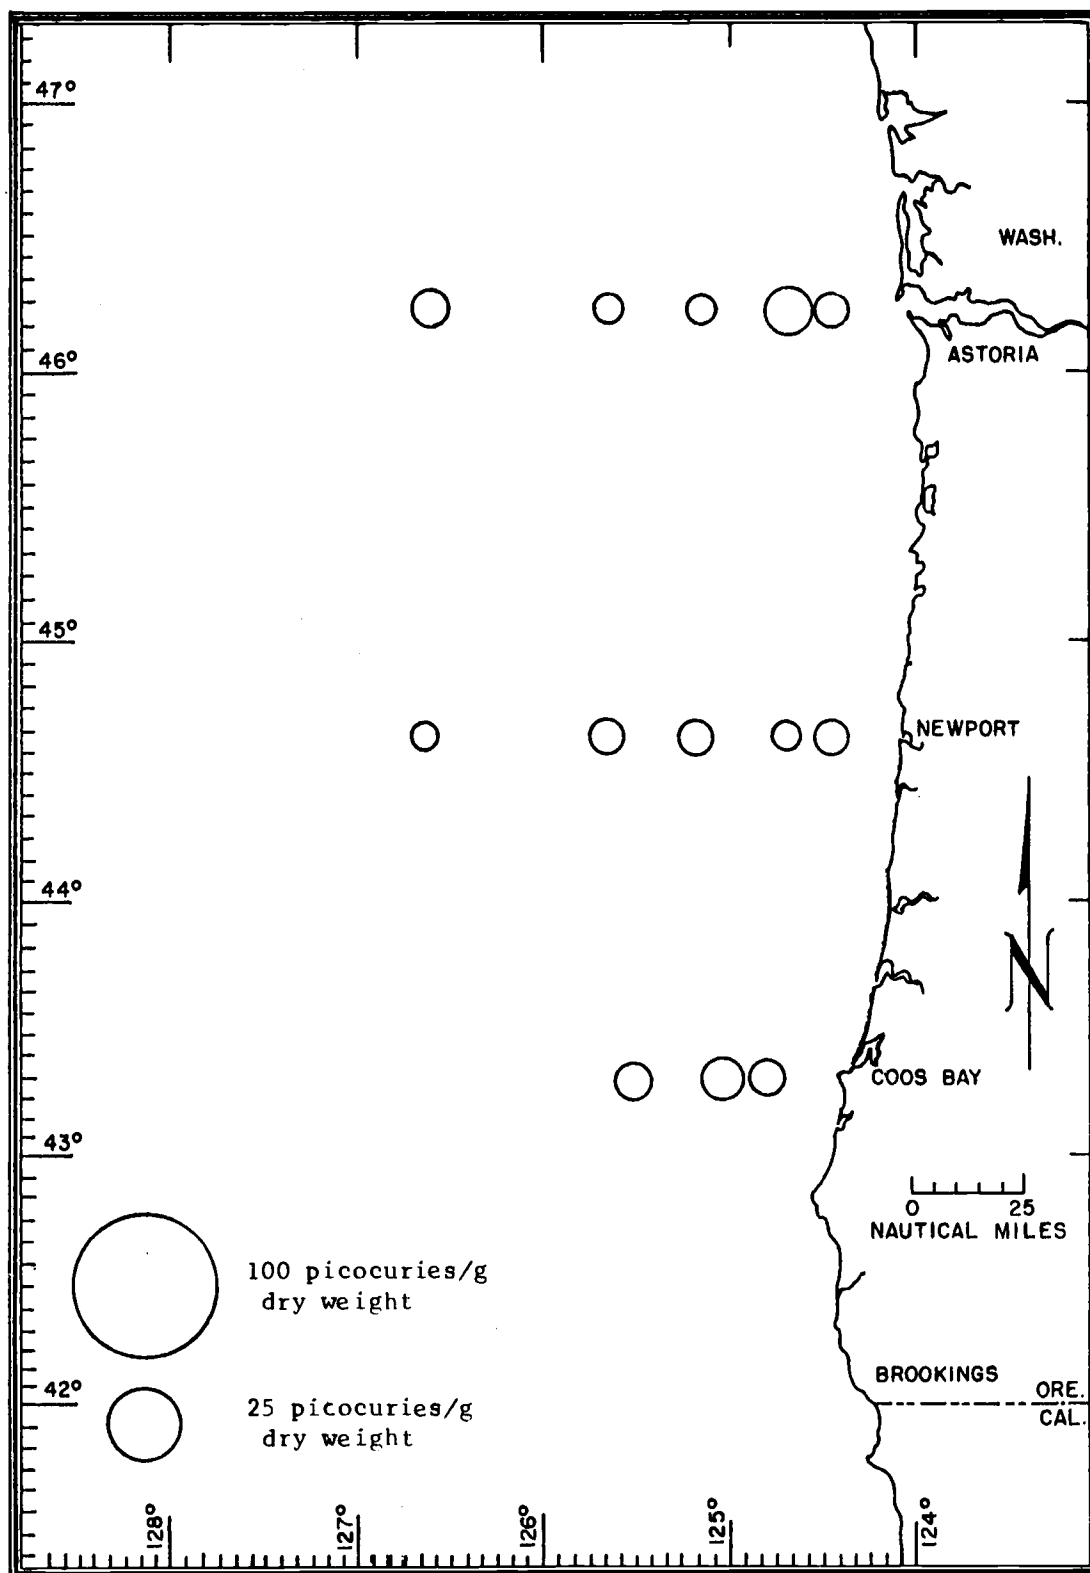 47°
WASH.
46°
ASTORIA
45°
NEWPORT
44°
N
COOS BAY
43°
0 25
NAUTICAL MILES
100 picocuries/g
dry weight
42°
BROOKINGS
ORE.
CAL.
25 picocuries/g
dry weight
128°
127°
126°
125°
124°